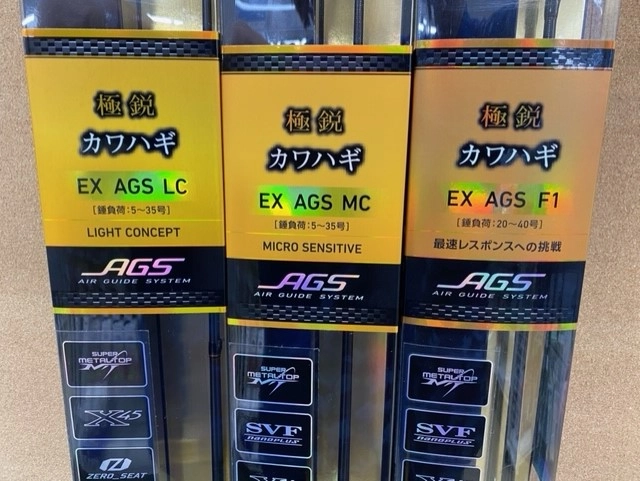 極鋭
カワハギ
EX AGS LC
[錘負荷:5〜35号]
LIGHT CONCEPT
AGS
AIR GUIDE SYSTEM
SUPER
METALTOP
MT
X45
ZERO_SEAT
極鋭
カワハギ
EX AGS MC
[錘負荷:5〜35号]
MICRO SENSITIVE
AGS
AIR GUIDE SYSTEM
SUPER
METALTOP
MT
SVF
nanoplus
極鋭
カワハギ
EX AGS F1
[錘負荷:20〜40号]
最速レスポンスへの挑戦
AGS
AIR GUIDE SYSTEM
SUPER
METALTOP
MT
SVF
nanoplus